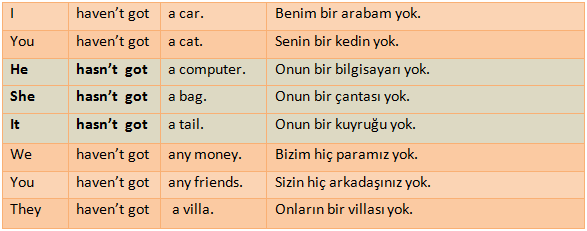 I haven't got a car. Benim bir arabam yok.
You haven't got a cat. Senin bir kedin yok.
He hasn't got a computer. Onun bir bilgisayarı yok.
She hasn't got a bag. Onun bir çantası yok.
It hasn't got a tail. Onun bir kuyruğu yok.
We haven't got any money. Bizim hiç paramız yok.
You haven't got any friends. Sizin hiç arkadaşınız yok.
They haven't got a villa. Onların bir villası yok.